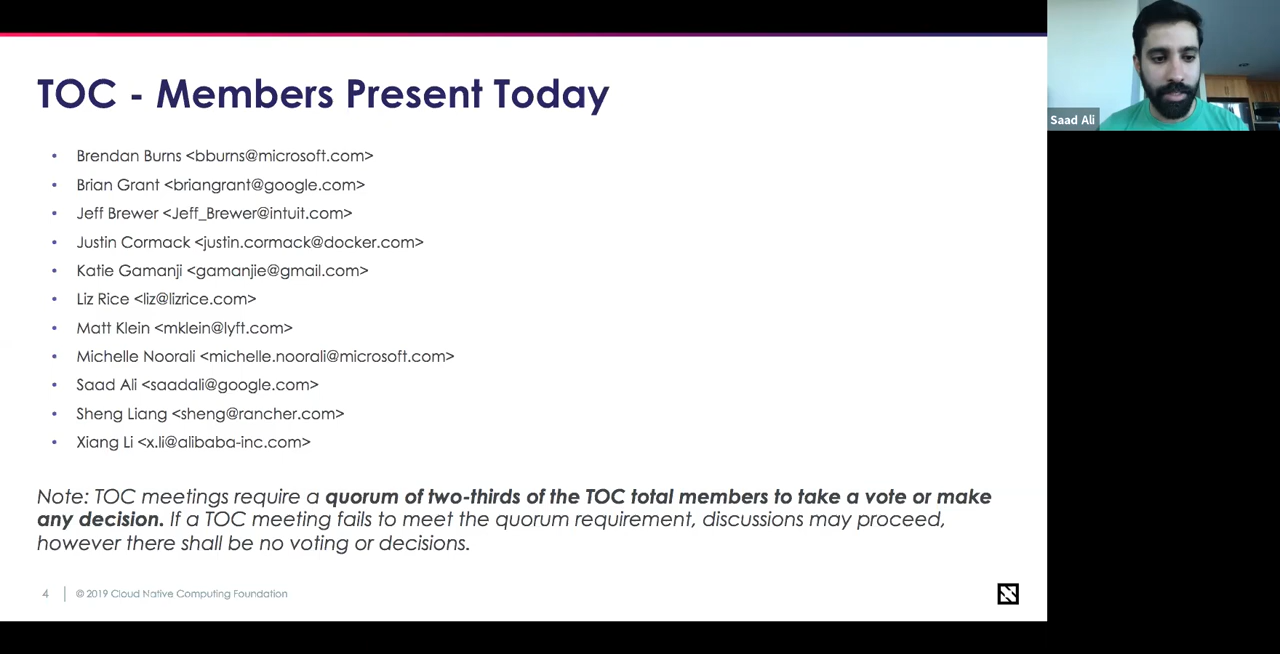 TOC - Members Present Today
Saad Ali
• Brendan Burns <bburns@microsoft.com>
• Brian Grant <briangrant@google.com>
• Jeff Brewer <Jeff_Brewer@intuit.com>
• Justin Cormack <justin.cormack@docker.com>
• Katie Gamanji <gamanjie@gmail.com>
• Liz Rice <liz@lizrice.com>
• Matt Klein <mklein@lyft.com>
• Michelle Noorali <michelle.noorali@microsoft.com>
• Saad Ali <saadali@google.com>
• Sheng Liang <sheng@rancher.com>
• Xiang Li <x.li@alibaba-inc.com>
Note: TOC meetings require a quorum of two-thirds of the TOC total members to take a vote or make
any decision. If a TOC meeting fails to meet the quorum requirement, discussions may proceed,
however there shall be no voting or decisions.
4 | © 2019 Cloud Native Computing Foundation